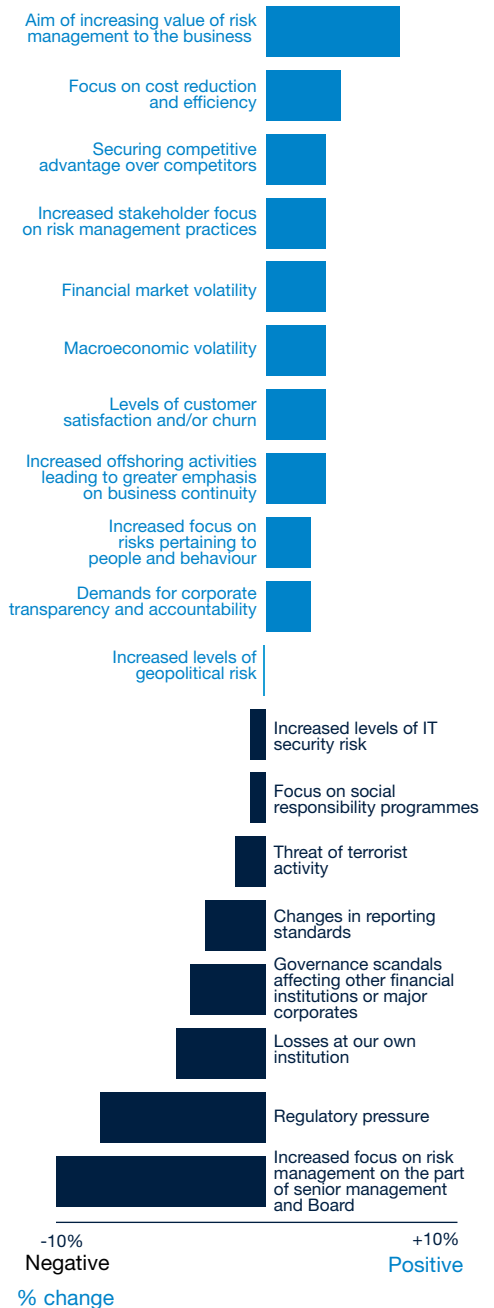 Aim of increasing value of risk
management to the business
Focus on cost reduction
and efficiency
Securing competitive
advantage over competitors
Increased stakeholder focus
on risk management practices
Financial market volatility
Macroeconomic volatility
Levels of customer
satisfaction and/or churn
Increased offshoring activities
leading to greater emphasis
on business continuity
Increased focus on
risks pertaining to
people and behaviour
Demands for corporate
transparency and accountability
Increased levels of
geopolitical risk
Increased levels of IT
security risk
Focus on social
responsibility programmes
Threat of terrorist
activity
Changes in reporting
standards
Governance scandals
affecting other financial
institutions or major
corporates
Losses at our own
institution
Regulatory pressure
Increased focus on risk
management on the part
of senior management
and Board
-10% +10%
Negative Positive
% change